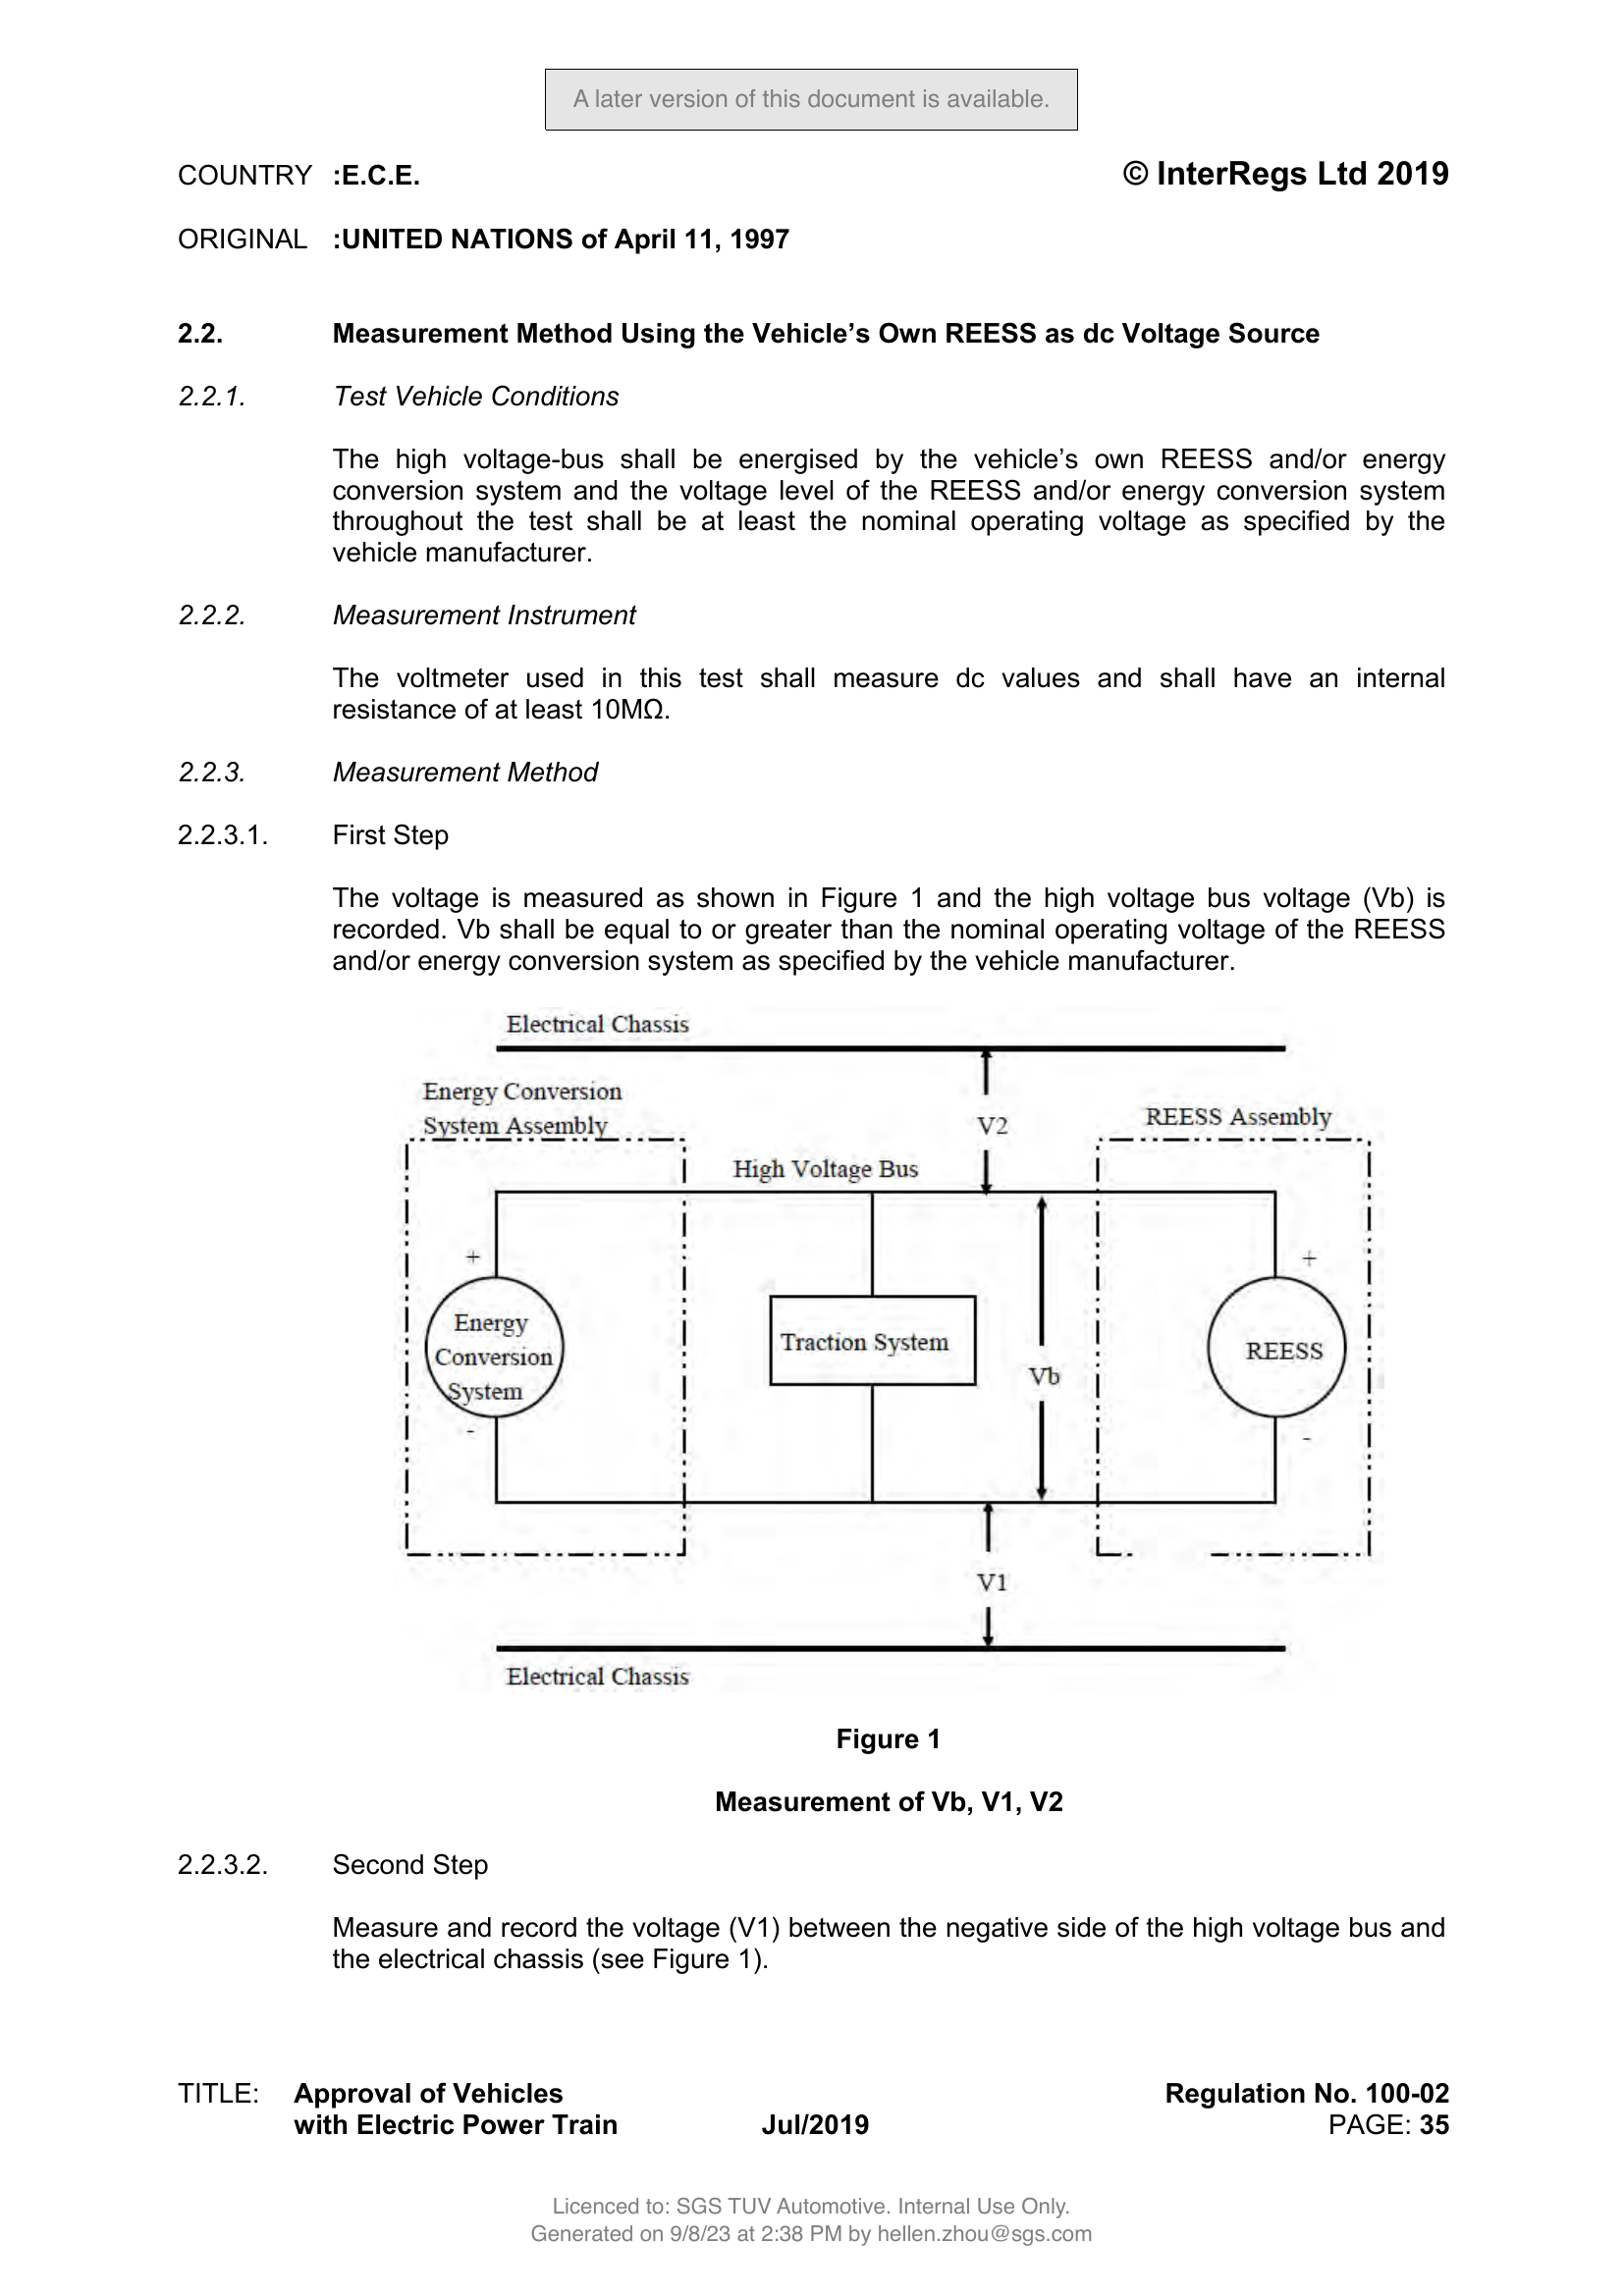 A later version of this document is available.
COUNTRY :E.C.E. © InterRegs Ltd 2019
ORIGINAL :UNITED NATIONS of April 11, 1997
2.2. Measurement Method Using the Vehicle’s Own REESS as dc Voltage Source
2.2.1. Test Vehicle Conditions
The high voltage-bus shall be energised by the vehicle’s own REESS and/or energy
conversion system and the voltage level of the REESS and/or energy conversion system
throughout the test shall be at least the nominal operating voltage as specified by the
vehicle manufacturer.
2.2.2. Measurement Instrument
The voltmeter used in this test shall measure dc values and shall have an internal
resistance of at least 10MΩ.
2.2.3. Measurement Method
2.2.3.1. First Step
The voltage is measured as shown in Figure 1 and the high voltage bus voltage (Vb) is
recorded. Vb shall be equal to or greater than the nominal operating voltage of the REESS
and/or energy conversion system as specified by the vehicle manufacturer.
Electrical Chassis
Energy Conversion
System Assembly
V2
REESS Assembly
High Voltage Bus
+
+
Energy
Conversion
System
Traction System
Vb
REESS
-
-
V1
Electrical Chassis
Figure 1
Measurement of Vb, V1, V2
2.2.3.2. Second Step
Measure and record the voltage (V1) between the negative side of the high voltage bus and
the electrical chassis (see Figure 1).
TITLE: Approval of Vehicles Regulation No. 100-02
with Electric Power Train Jul/2019 PAGE: 35
Licenced to: SGS TUV Automotive. Internal Use Only.
Generated on 9/8/23 at 2:38 PM by hellen.zhou@sgs.com